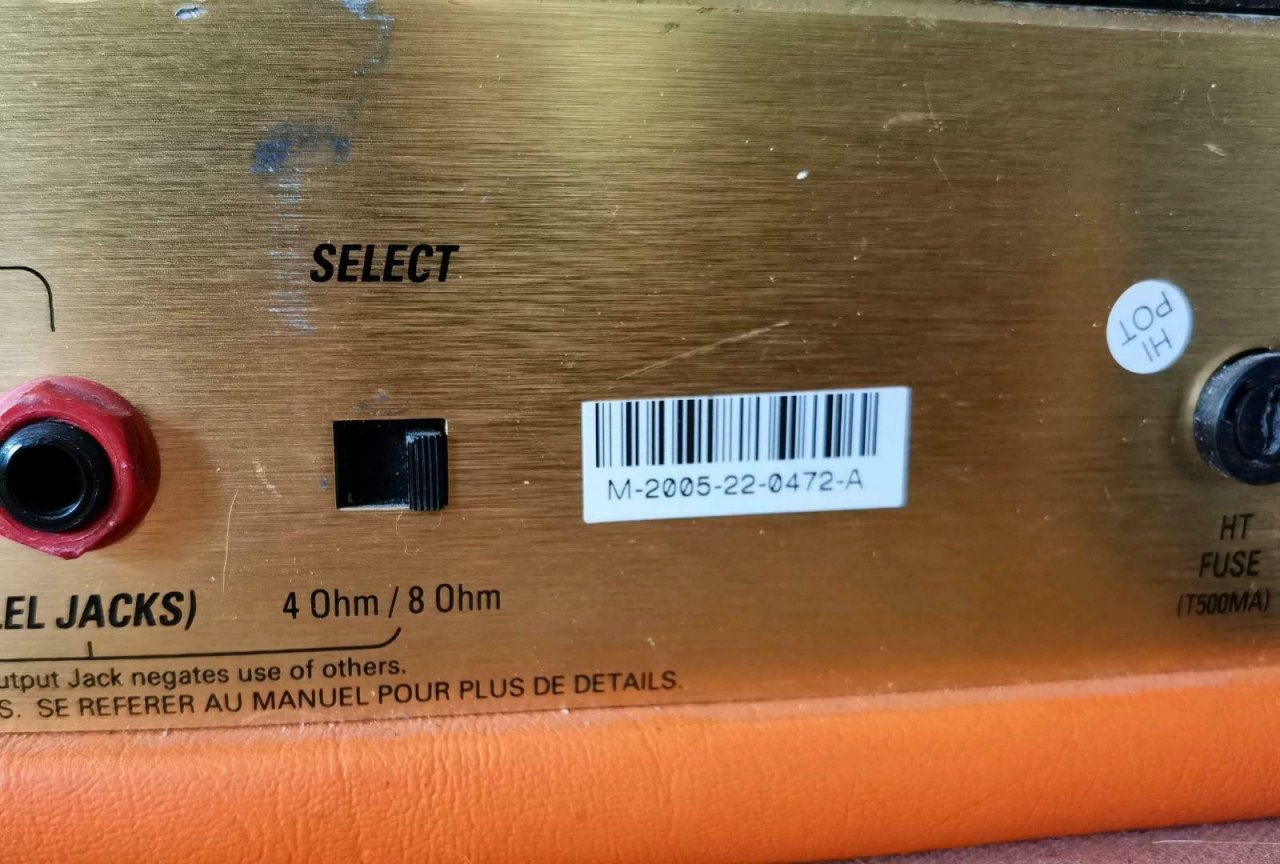 SELECT
HI
POT
M-2005-22-0472-A
HT
FUSE
(T500MA)
LEL JACKS)
4 Ohm / 8 Ohm
utput Jack negates use of others.
S. SE REFERER AU MANUEL POUR PLUS DE DETAILS.